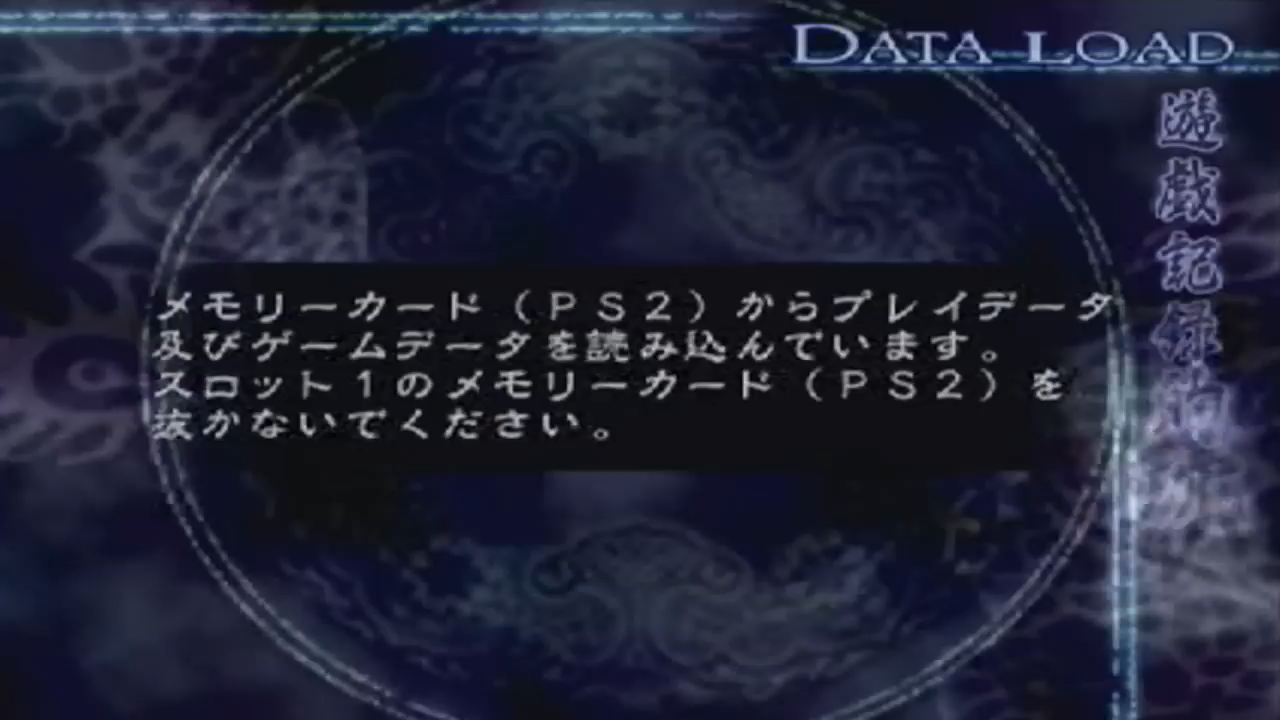 DATA LOAD
遊戯記録
メモリーカード（ＰＳ２）からプレイデータ
及びゲームデータを読み込んでいます。
スロット１のメモリーカード（ＰＳ２）を
抜かないでください。